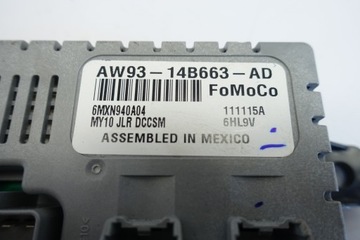 AW93-14B663-AD
FoMoCo
6MXN940A04 111115A
MY10 JLR DCCSM 6HL9V
ASSEMBLED IN MEXICO